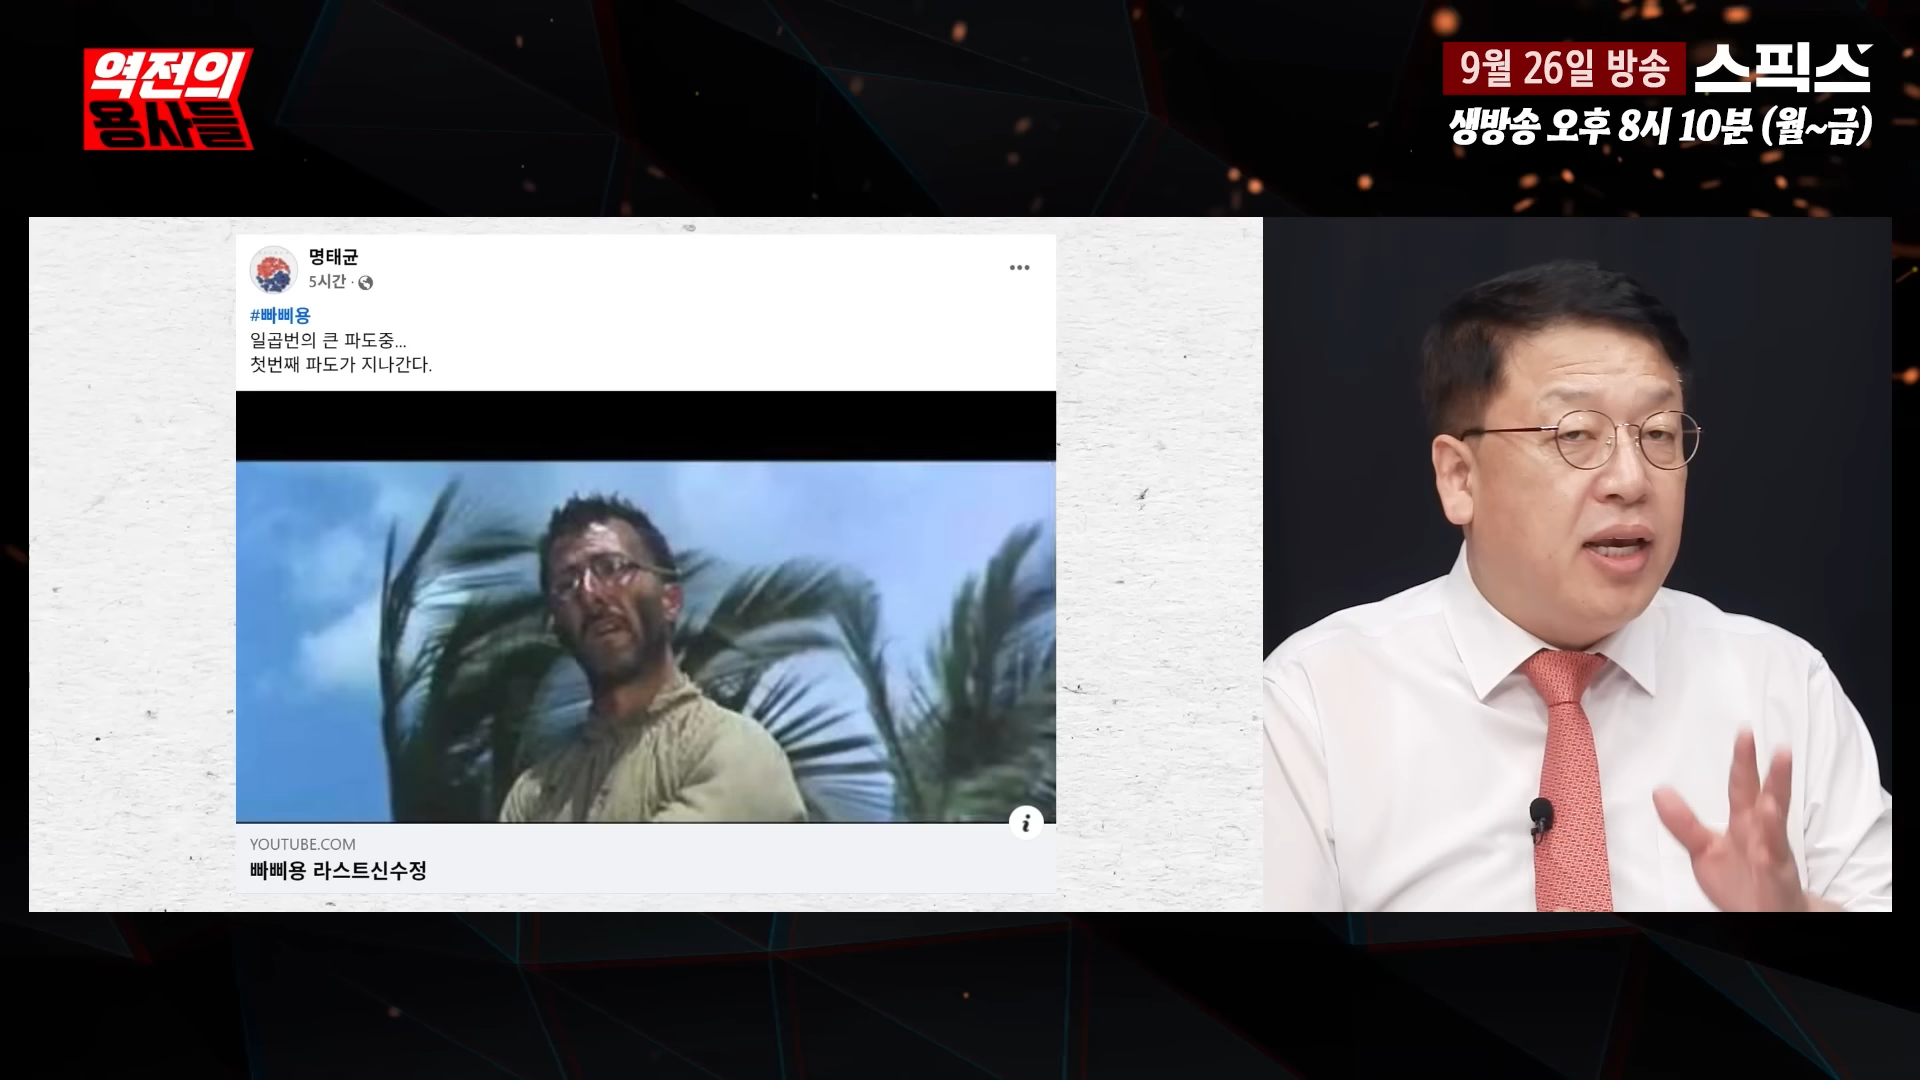 역전의
용사들
9월 26일 방송 스픽스
생방송 오후 8시 10분 (월~금)
명태균
5시간 ·
#빠삐용
일곱번의 큰 파도중...
첫번째 파도가 지나간다.
YOUTUBE.COM
빠삐용 라스트신수정